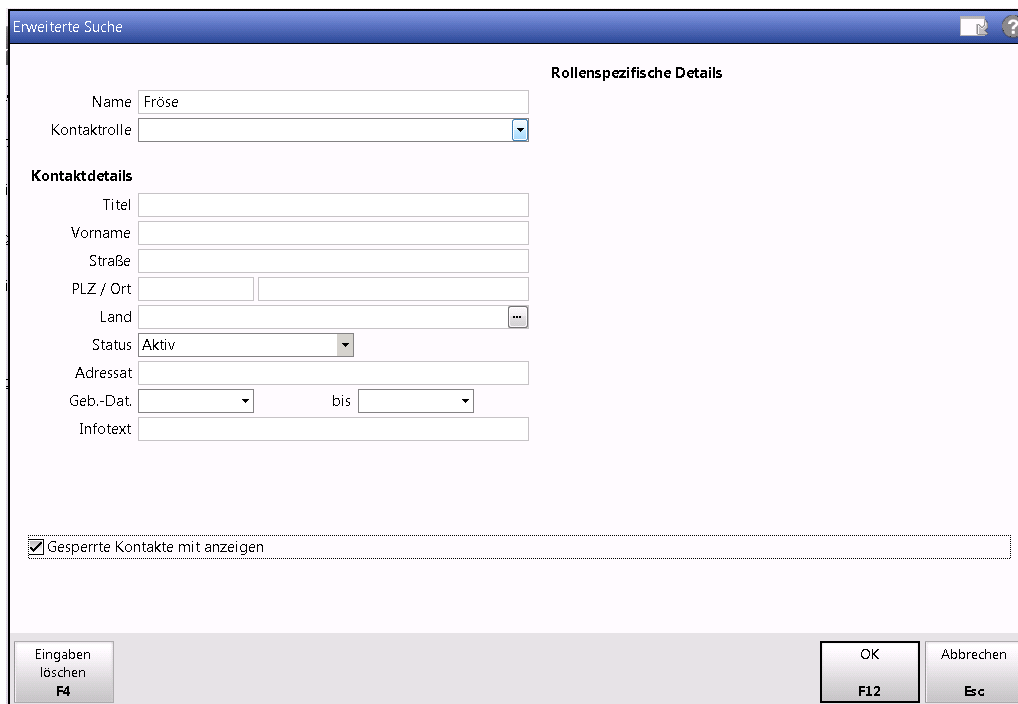 Erweiterte Suche
?
Rollenspezifische Details
Name Fröse
Kontaktrolle
Kontaktdetails
Titel
Vorname
Straße
PLZ / Ort
Land ...
Status Aktiv
Adressat
Geb.-Dat. bis
Infotext
Gesperrte Kontakte mit anzeigen
Eingaben
löschen
F4
OK
F12
Abbrechen
Esc